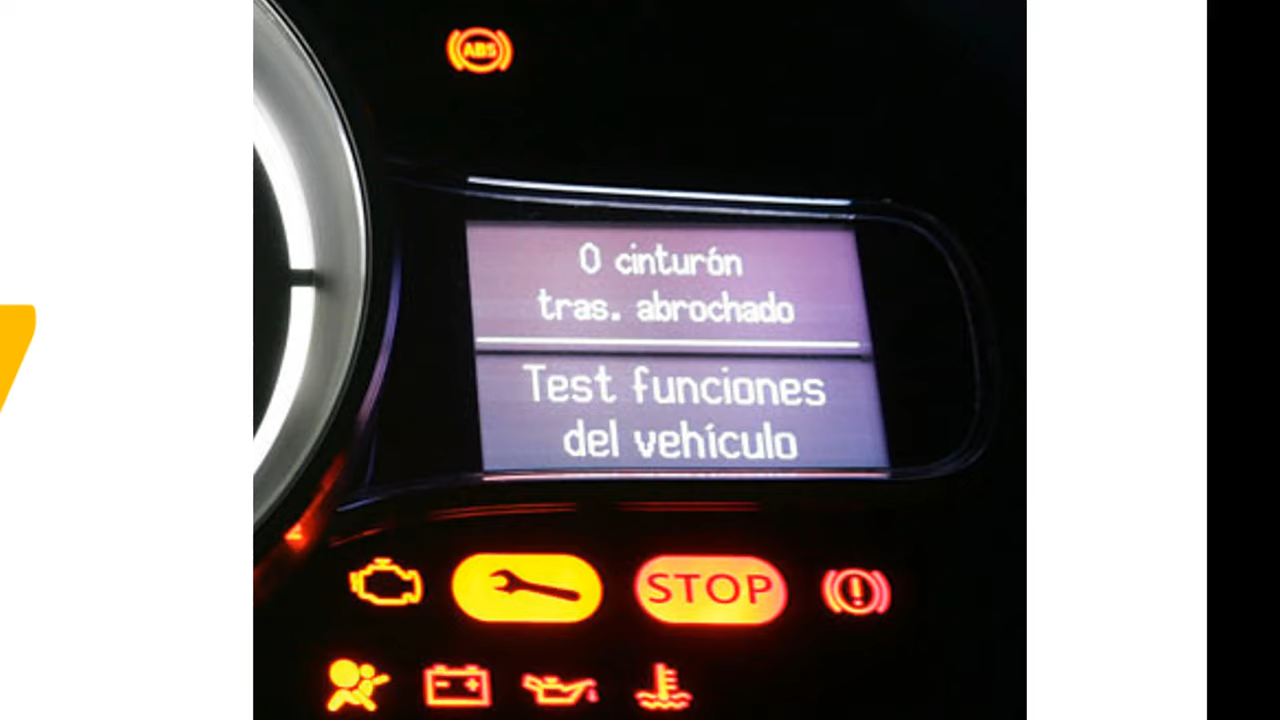 ABS
0 cinturón
tras. abrochado
Test funciones
del vehículo
STOP